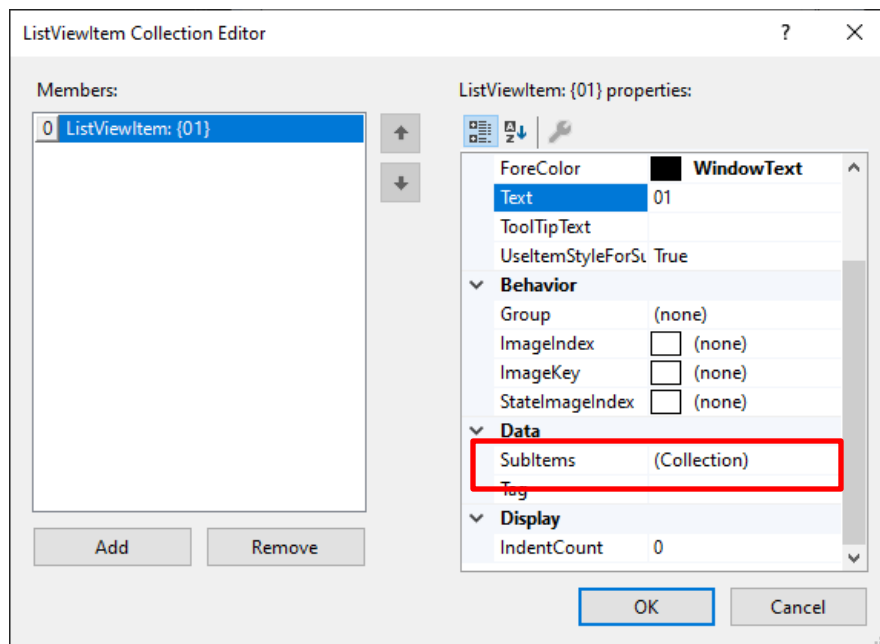 ListViewItem Collection Editor
?
Members:
0 ListViewItem: {01}
Add
Remove
ListViewItem: {01} properties:
ForeColor WindowText
Text 01
ToolTipText
UseItemStyleForSu True
Behavior
Group (none)
ImageIndex (none)
ImageKey (none)
StateImageIndex (none)
Data
SubItems (Collection)
Tag
Display
IndentCount 0
OK
Cancel